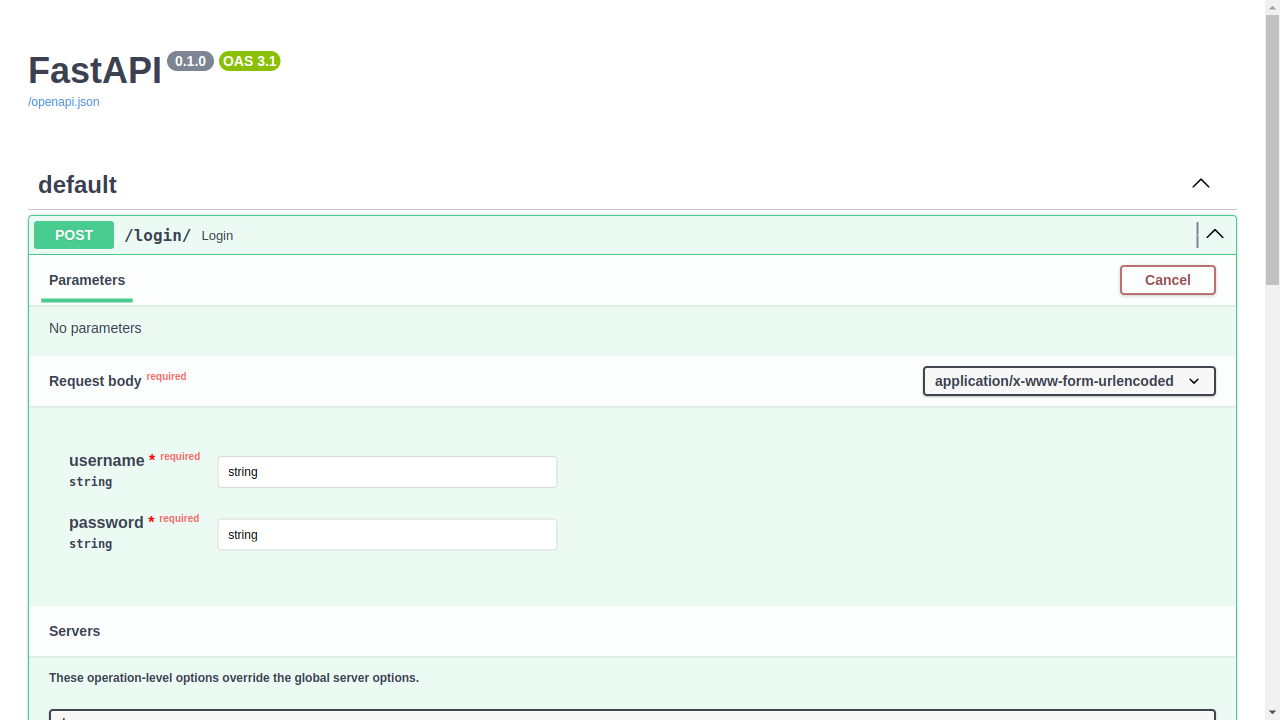 FastAPI 0.1.0 OAS 3.1
/openapi.json
default
POST /login/ Login
Parameters Cancel
No parameters
Request body required application/x-www-form-urlencoded
username * required string
string
password * required string
string
Servers
These operation-level options override the global server options.